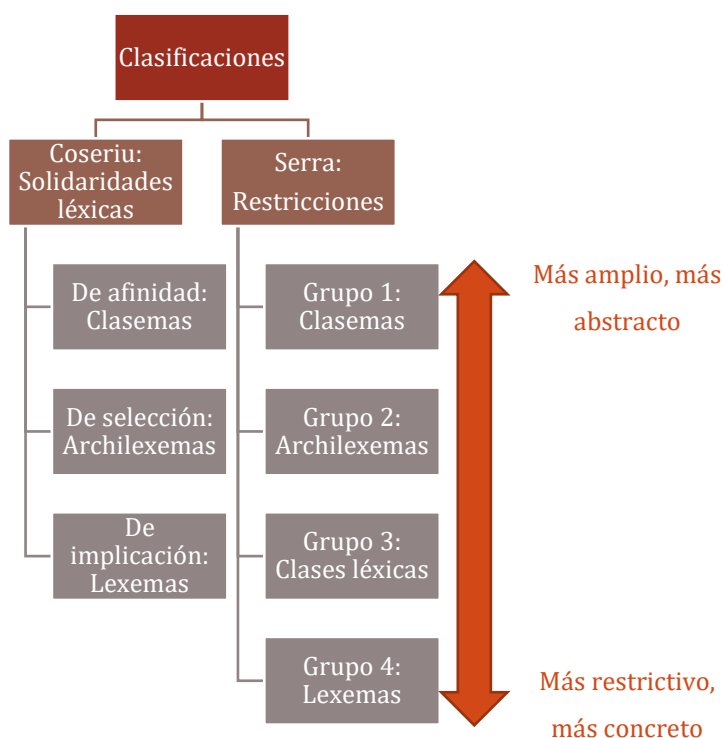 Clasificaciones
Coseriu:
Solidaridades
léxicas
Serra:
Restricciones
De afinidad:
Clasemas
De selección:
Archilexemas
De
implicación:
Lexemas
Grupo 1:
Clasemas
Grupo 2:
Archilexemas
Grupo 3:
Clases léxicas
Grupo 4:
Lexemas
Más amplio, más
abstracto
Más restrictivo,
más concreto